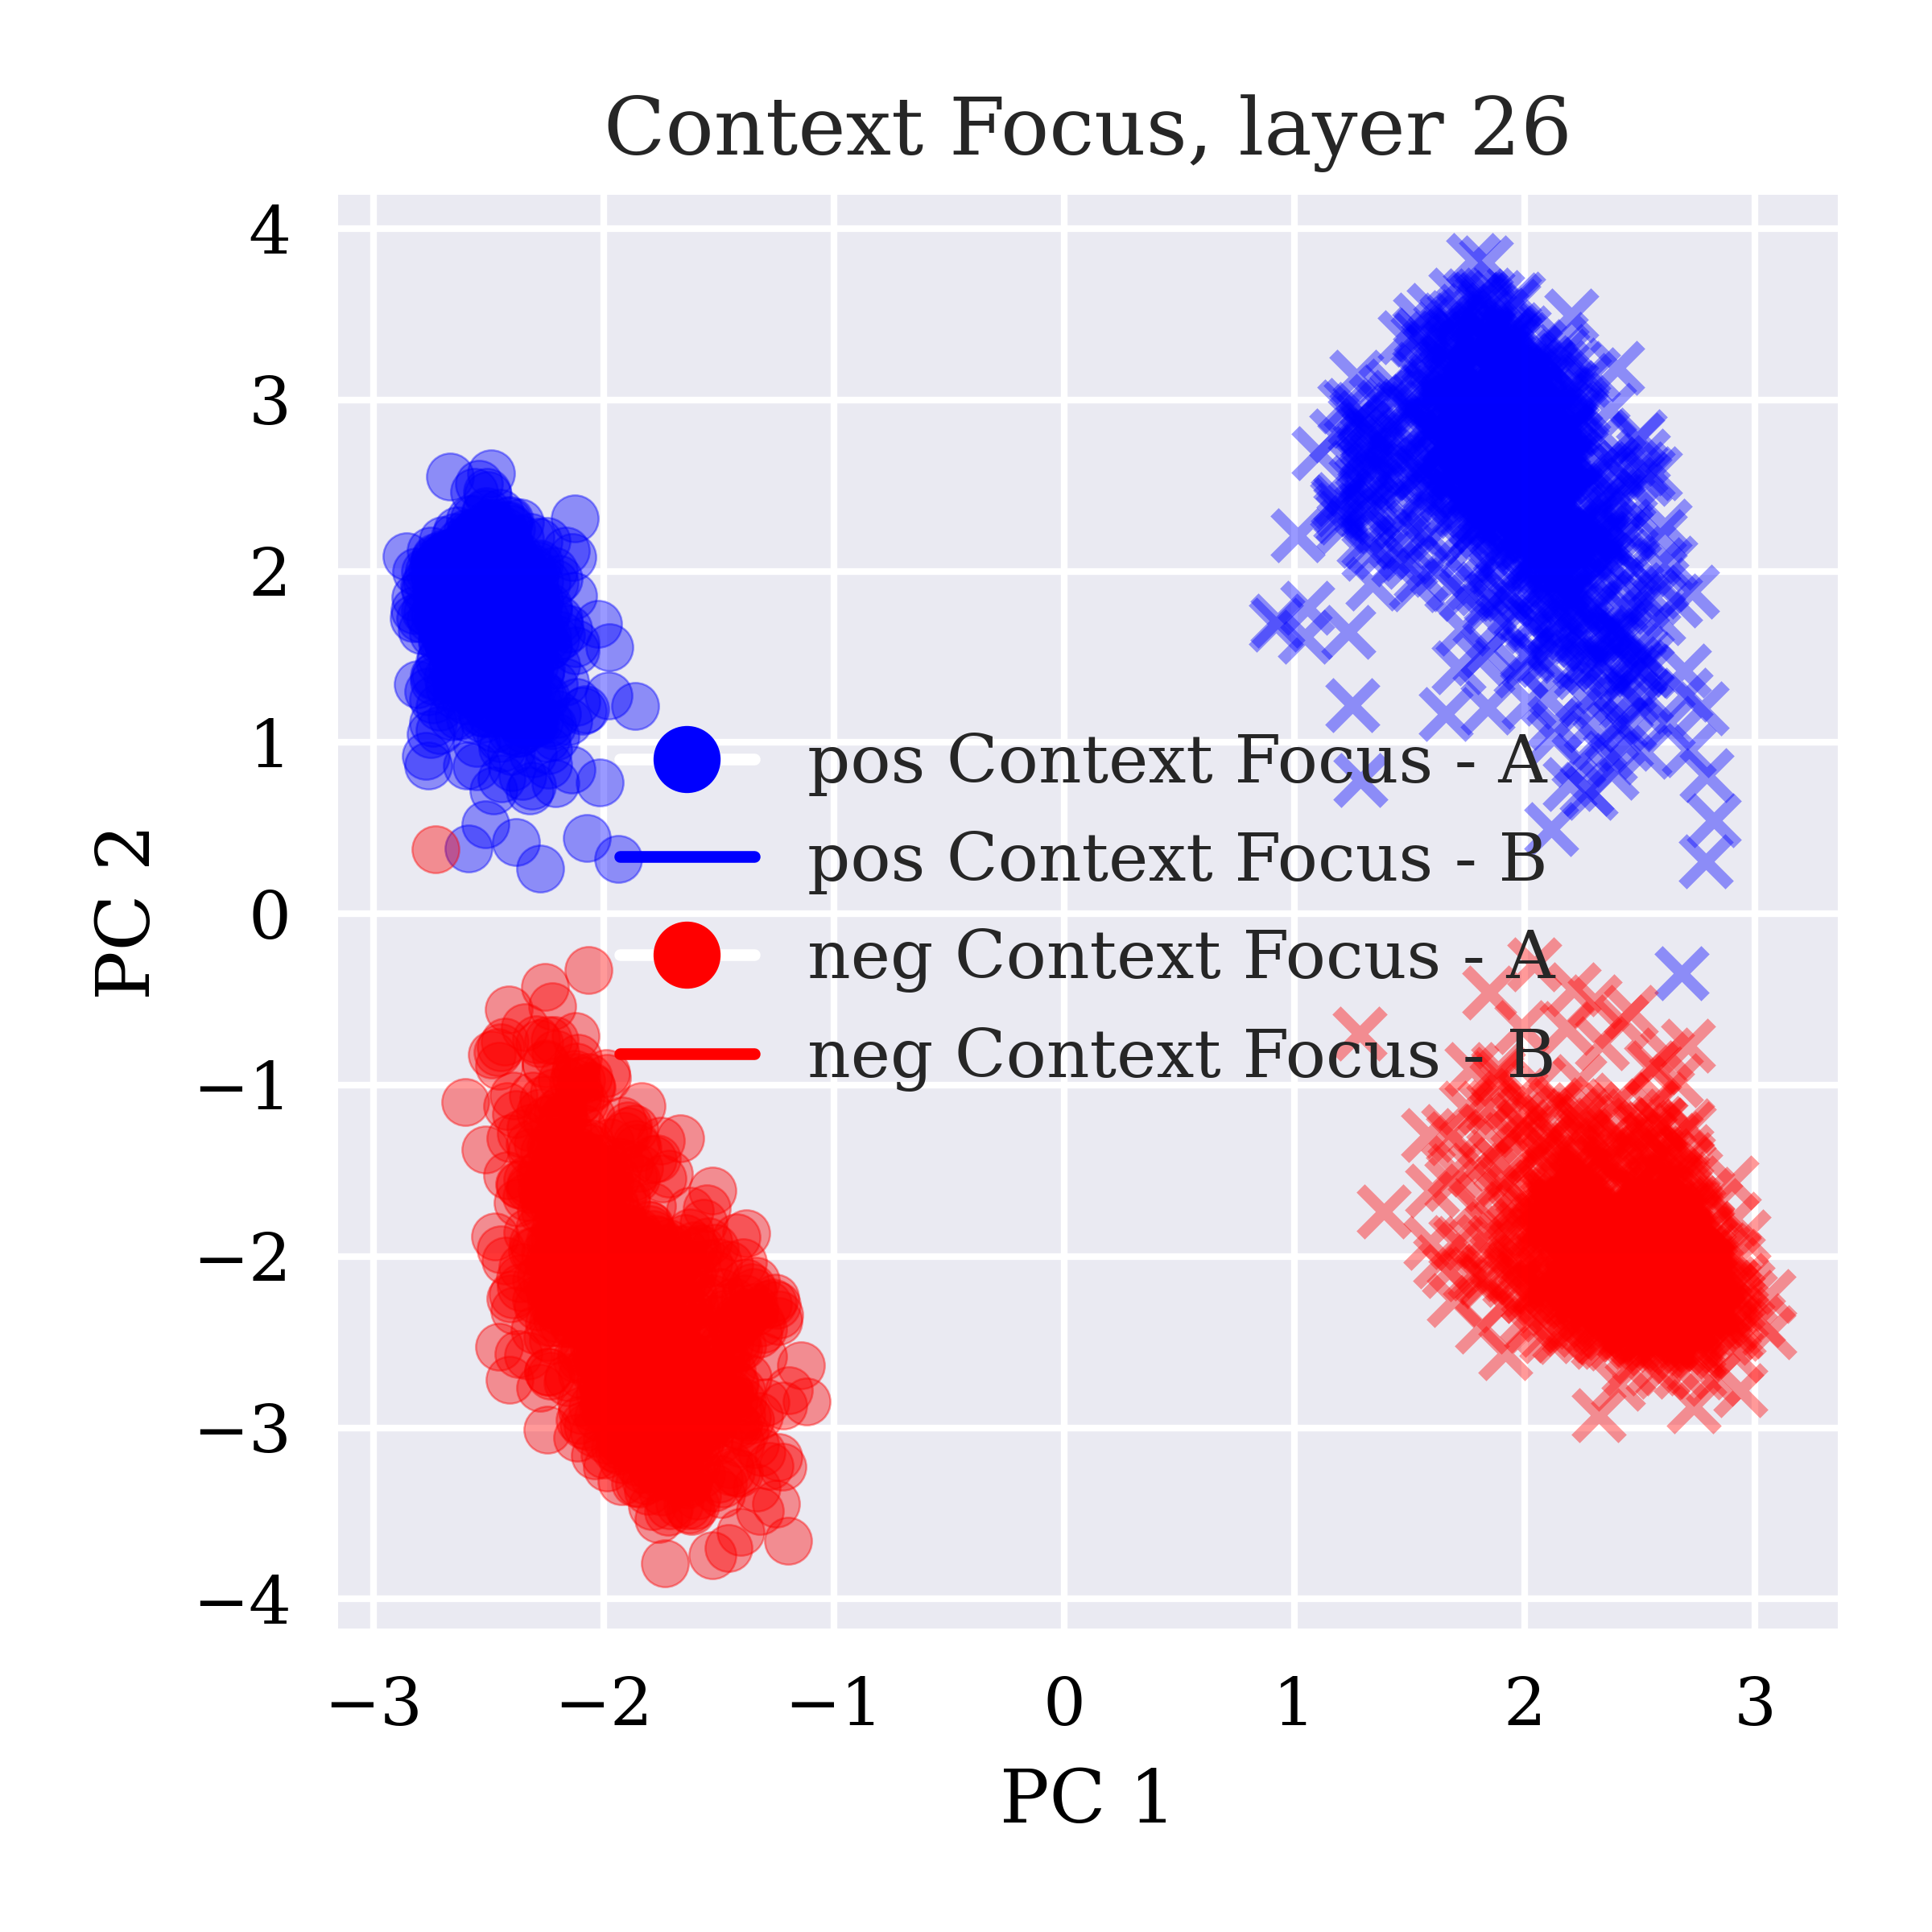 Context Focus, layer 26
4
3
2
1
0
−1
−2
−3
−4
PC 2
pos Context Focus - A
pos Context Focus - B
neg Context Focus - A
neg Context Focus - B
−3 −2 −1 0 1 2 3
PC 1